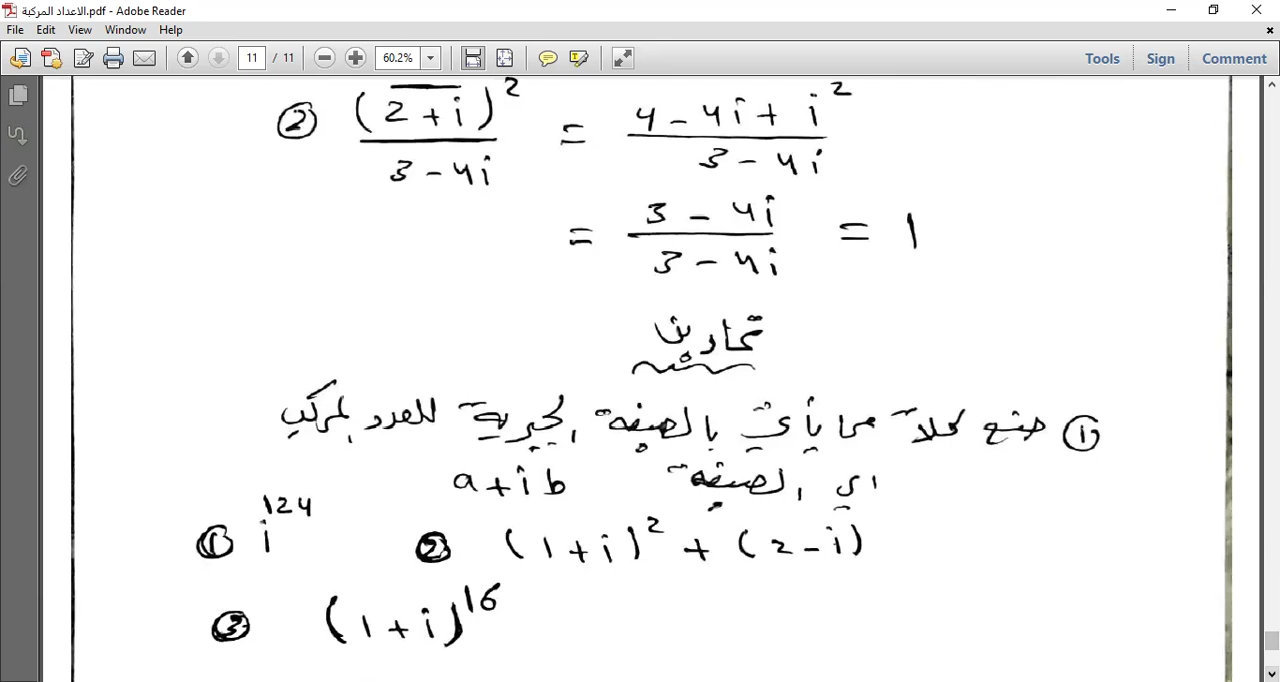 الاعداد المركبة.pdf - Adobe Reader
File Edit View Window Help
11 / 11 60.2% Tools Sign Comment
② (\overline{2+i})² / (3-4i) = (4-4i+i²) / (3-4i)
= (3-4i) / (3-4i) = 1
تمارين
① ضع كلاً مما يأتي بالصيغة الجبرية للعدد المركب
اي الصيغة a+ib
① i¹²⁴ ② (1+i)² + (2-i)
③ (1+i)¹⁶